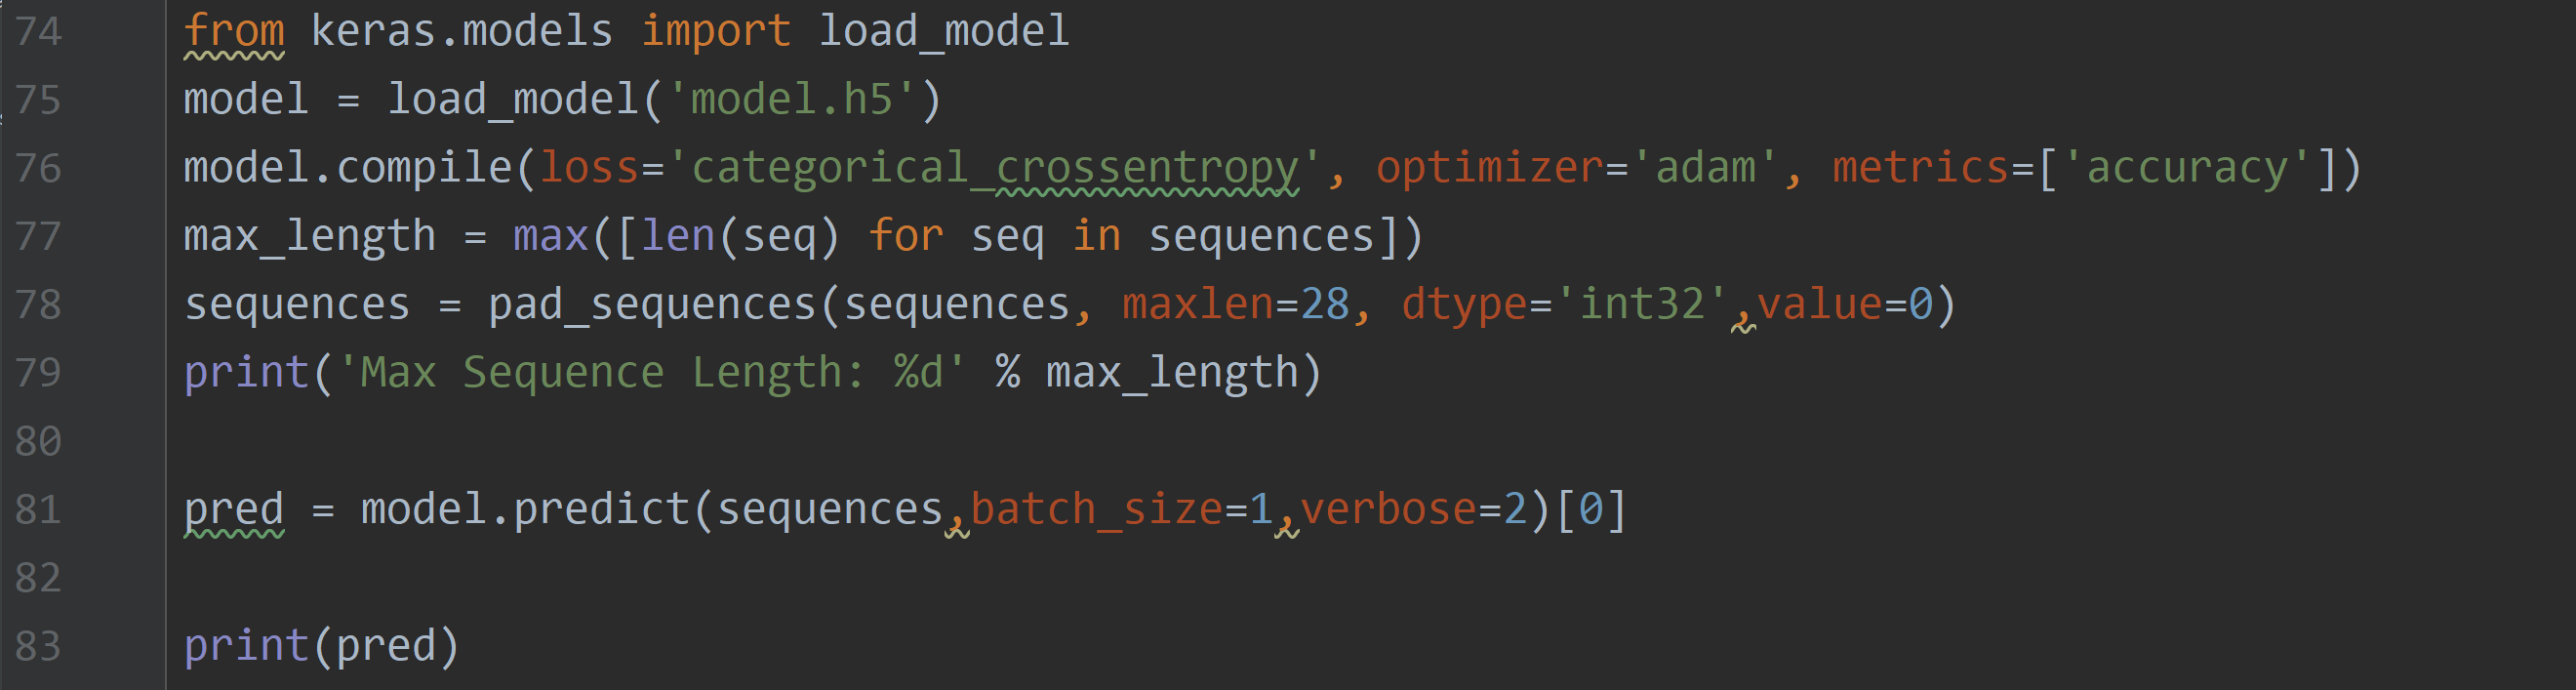 74 from keras.models import load_model
75 model = load_model('model.h5')
76 model.compile(loss='categorical_crossentropy', optimizer='adam', metrics=['accuracy'])
77 max_length = max([len(seq) for seq in sequences])
78 sequences = pad_sequences(sequences, maxlen=28, dtype='int32',value=0)
79 print('Max Sequence Length: %d' % max_length)
80
81 pred = model.predict(sequences,batch_size=1,verbose=2)[0]
82
83 print(pred)